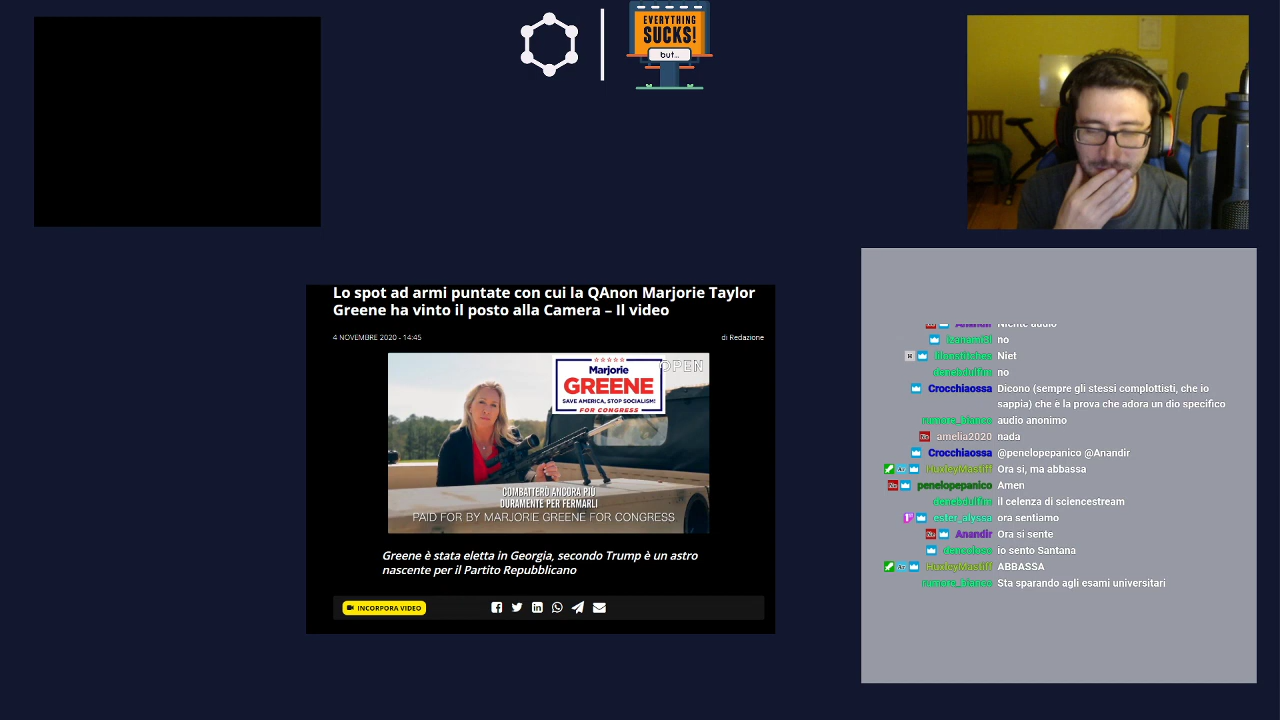 EVERYTHING
SUCKS!
but...
Lo spot ad armi puntate con cui la QAnon Marjorie Taylor
Greene ha vinto il posto alla Camera – Il video
4 NOVEMBRE 2020 - 14:45
di Redazione
OPEN
Marjorie
GREENE
SAVE AMERICA, STOP SOCIALISM!
FOR CONGRESS
COMBATTERÒ ANCORA PIÙ
DURAMENTE PER FERMARLI
PAID FOR BY MARJORIE GREENE FOR CONGRESS
Greene è stata eletta in Georgia, secondo Trump è un astro
nascente per il Partito Repubblicano
INCORPORA VIDEO
Anandir Niente audio
no
Niet
denebdulfim no
Crocchiaossa Dicono (sempre gli stessi complottisti, che io
sappia) che è la prova che adora un dio specifico
rumore_bianco audio anonimo
amelia2020 nada
Crocchiaossa @penelopepanico @Anandir
HuxleyMastiff Ora si, ma abbassa
penelopepanico Amen
denebdulfim il celenza di sciencestream
ester_alyssa ora sentiamo
Anandir Ora si sente
io sento Santana
HuxleyMastiff ABBASSA
rumore_bianco Sta sparando agli esami universitari